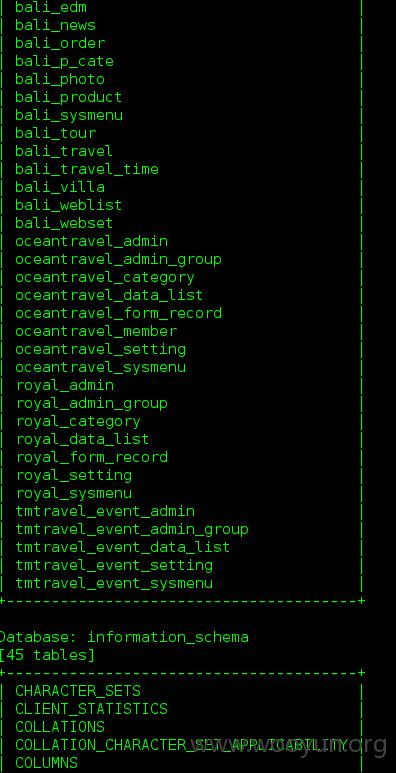 | bali_edm |
| bali_news |
| bali_order |
| bali_p_cate |
| bali_photo |
| bali_product |
| bali_sysmenu |
| bali_tour |
| bali_travel |
| bali_travel_time |
| bali_villa |
| bali_weblist |
| bali_webset |
| oceantravel_admin |
| oceantravel_admin_group |
| oceantravel_category |
| oceantravel_data_list |
| oceantravel_form_record |
| oceantravel_member |
| oceantravel_setting |
| oceantravel_sysmenu |
| royal_admin |
| royal_admin_group |
| royal_category |
| royal_data_list |
| royal_form_record |
| royal_setting |
| royal_sysmenu |
| tmtravel_event_admin |
| tmtravel_event_admin_group |
| tmtravel_event_data_list |
| tmtravel_event_setting |
| tmtravel_event_sysmenu |
+---------------------------------------+
Database: information_schema
[45 tables]
+---------------------------------------+
| CHARACTER_SETS |
| CLIENT_STATISTICS |
| COLLATIONS |
| COLLATION_CHARACTER_SET_APPLICABILITY |
| COLUMNS |
www.wooyun.org